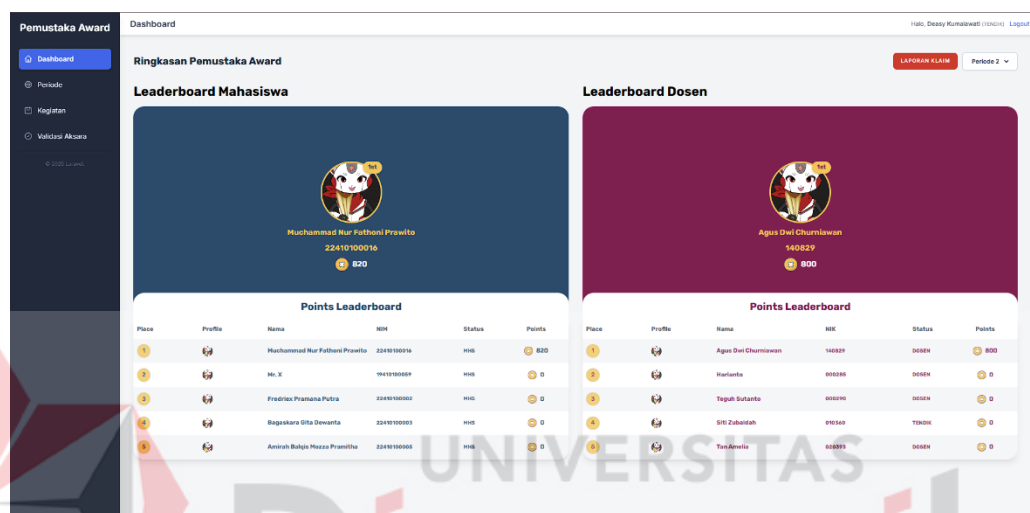 Pemustaka Award
Dashboard
Halo, Deasy Kumalawati (TENDIK) Logout
Dashboard
Periode
Kegiatan
Validasi Aksara
Ringkasan Pemustaka Award
LAPORAN KLAIM
Periode 2
Leaderboard Mahasiswa
1st
Muchammad Nur Fathoni Prawito
22410100016
820
Points Leaderboard
Place Profile Nama NIM Status Points
1 Muchammad Nur Fathoni Prawito 22410100016 MHS 820
2 Mr. X 19410100059 MHS 0
3 Fredriex Pramana Putra 22410100002 MHS 0
4 Bagaskara Gita Dewanta 22410100003 MHS 0
5 Amirah Balqis Mozza Pramitha 22410100005 MHS 0
Leaderboard Dosen
1st
Agus Dwi Churniawan
140829
800
Points Leaderboard
Place Profile Nama NIK Status Points
1 Agus Dwi Churniawan 140829 DOSEN 800
2 Harianto DOSEN 0
3 Teguh Sutanto 000290 DOSEN 0
4 Siti Zubaidah 010360 TENDIK 0
5 Tan Amelia DOSEN 0
UNIVERSITAS